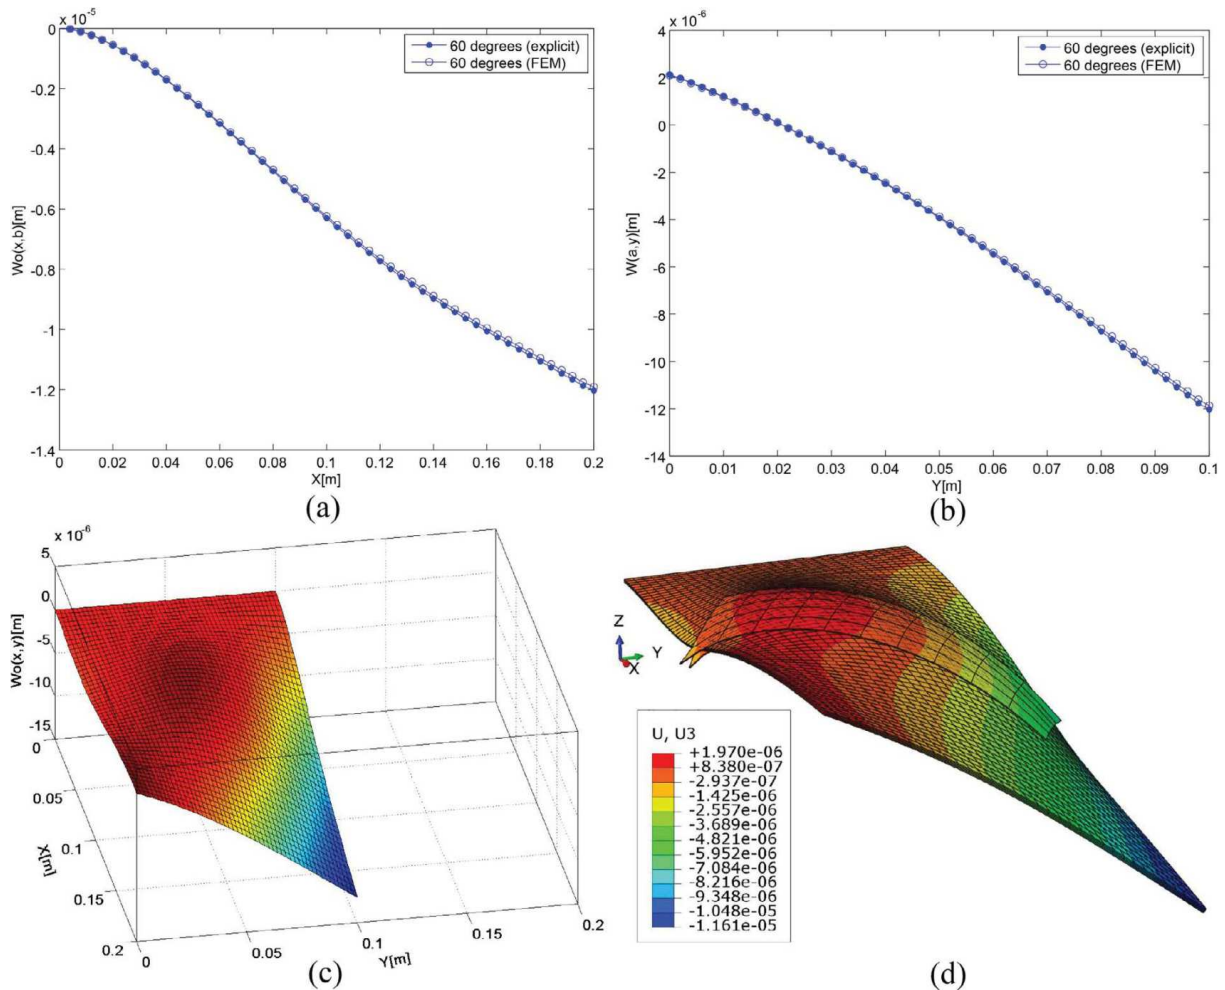 x 10⁻⁵
60 degrees (explicit)
60 degrees (FEM)
0
-0.2
-0.4
-0.6
-0.8
-1
-1.2
-1.4
Wo(x,b)[m]
0 0.02 0.04 0.06 0.08 0.1 0.12 0.14 0.16 0.18 0.2
X[m]
(a)
x 10⁻⁶
60 degrees (explicit)
60 degrees (FEM)
4
2
0
-2
-4
-6
-8
-10
-12
-14
W(a,y)[m]
0 0.01 0.02 0.03 0.04 0.05 0.06 0.07 0.08 0.09 0.1
Y[m]
(b)
x 10⁻⁶
5
0
-5
-10
-15
Wo(x,y)[m]
0
0.05
0.1
0.15
0.2
X[m]
0
0.05
0.1
0.15
0.2
Y[m]
(c)
Z
Y
X
U, U3
+1.970e-06
+8.380e-07
-2.937e-07
-1.425e-06
-2.557e-06
-3.689e-06
-4.821e-06
-5.952e-06
-7.084e-06
-8.216e-06
-9.348e-06
-1.048e-05
-1.161e-05
(d)